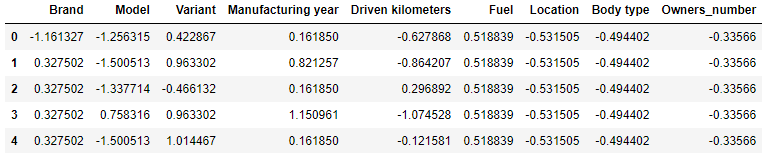 Brand Model Variant Manufacturing year Driven kilometers Fuel Location Body type Owners_number
0 -1.161327 -1.256315 0.422867 0.161850 -0.627868 0.518839 -0.531505 -0.494402 -0.33566
1 0.327502 -1.500513 0.963302 0.821257 -0.864207 0.518839 -0.531505 -0.494402 -0.33566
2 0.327502 -1.337714 -0.466132 0.161850 0.296892 0.518839 -0.531505 -0.494402 -0.33566
3 0.327502 0.758316 0.963302 1.150961 -1.074528 0.518839 -0.531505 -0.494402 -0.33566
4 0.327502 -1.500513 1.014467 0.161850 -0.121581 0.518839 -0.531505 -0.494402 -0.33566